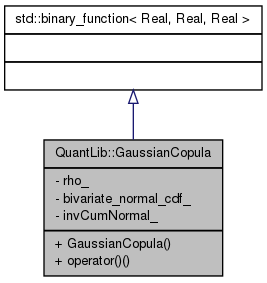 std::binary_function< Real, Real, Real >
QuantLib::GaussianCopula
- rho_
- bivariate_normal_cdf_
- invCumNormal_
+ GaussianCopula()
+ operator()()